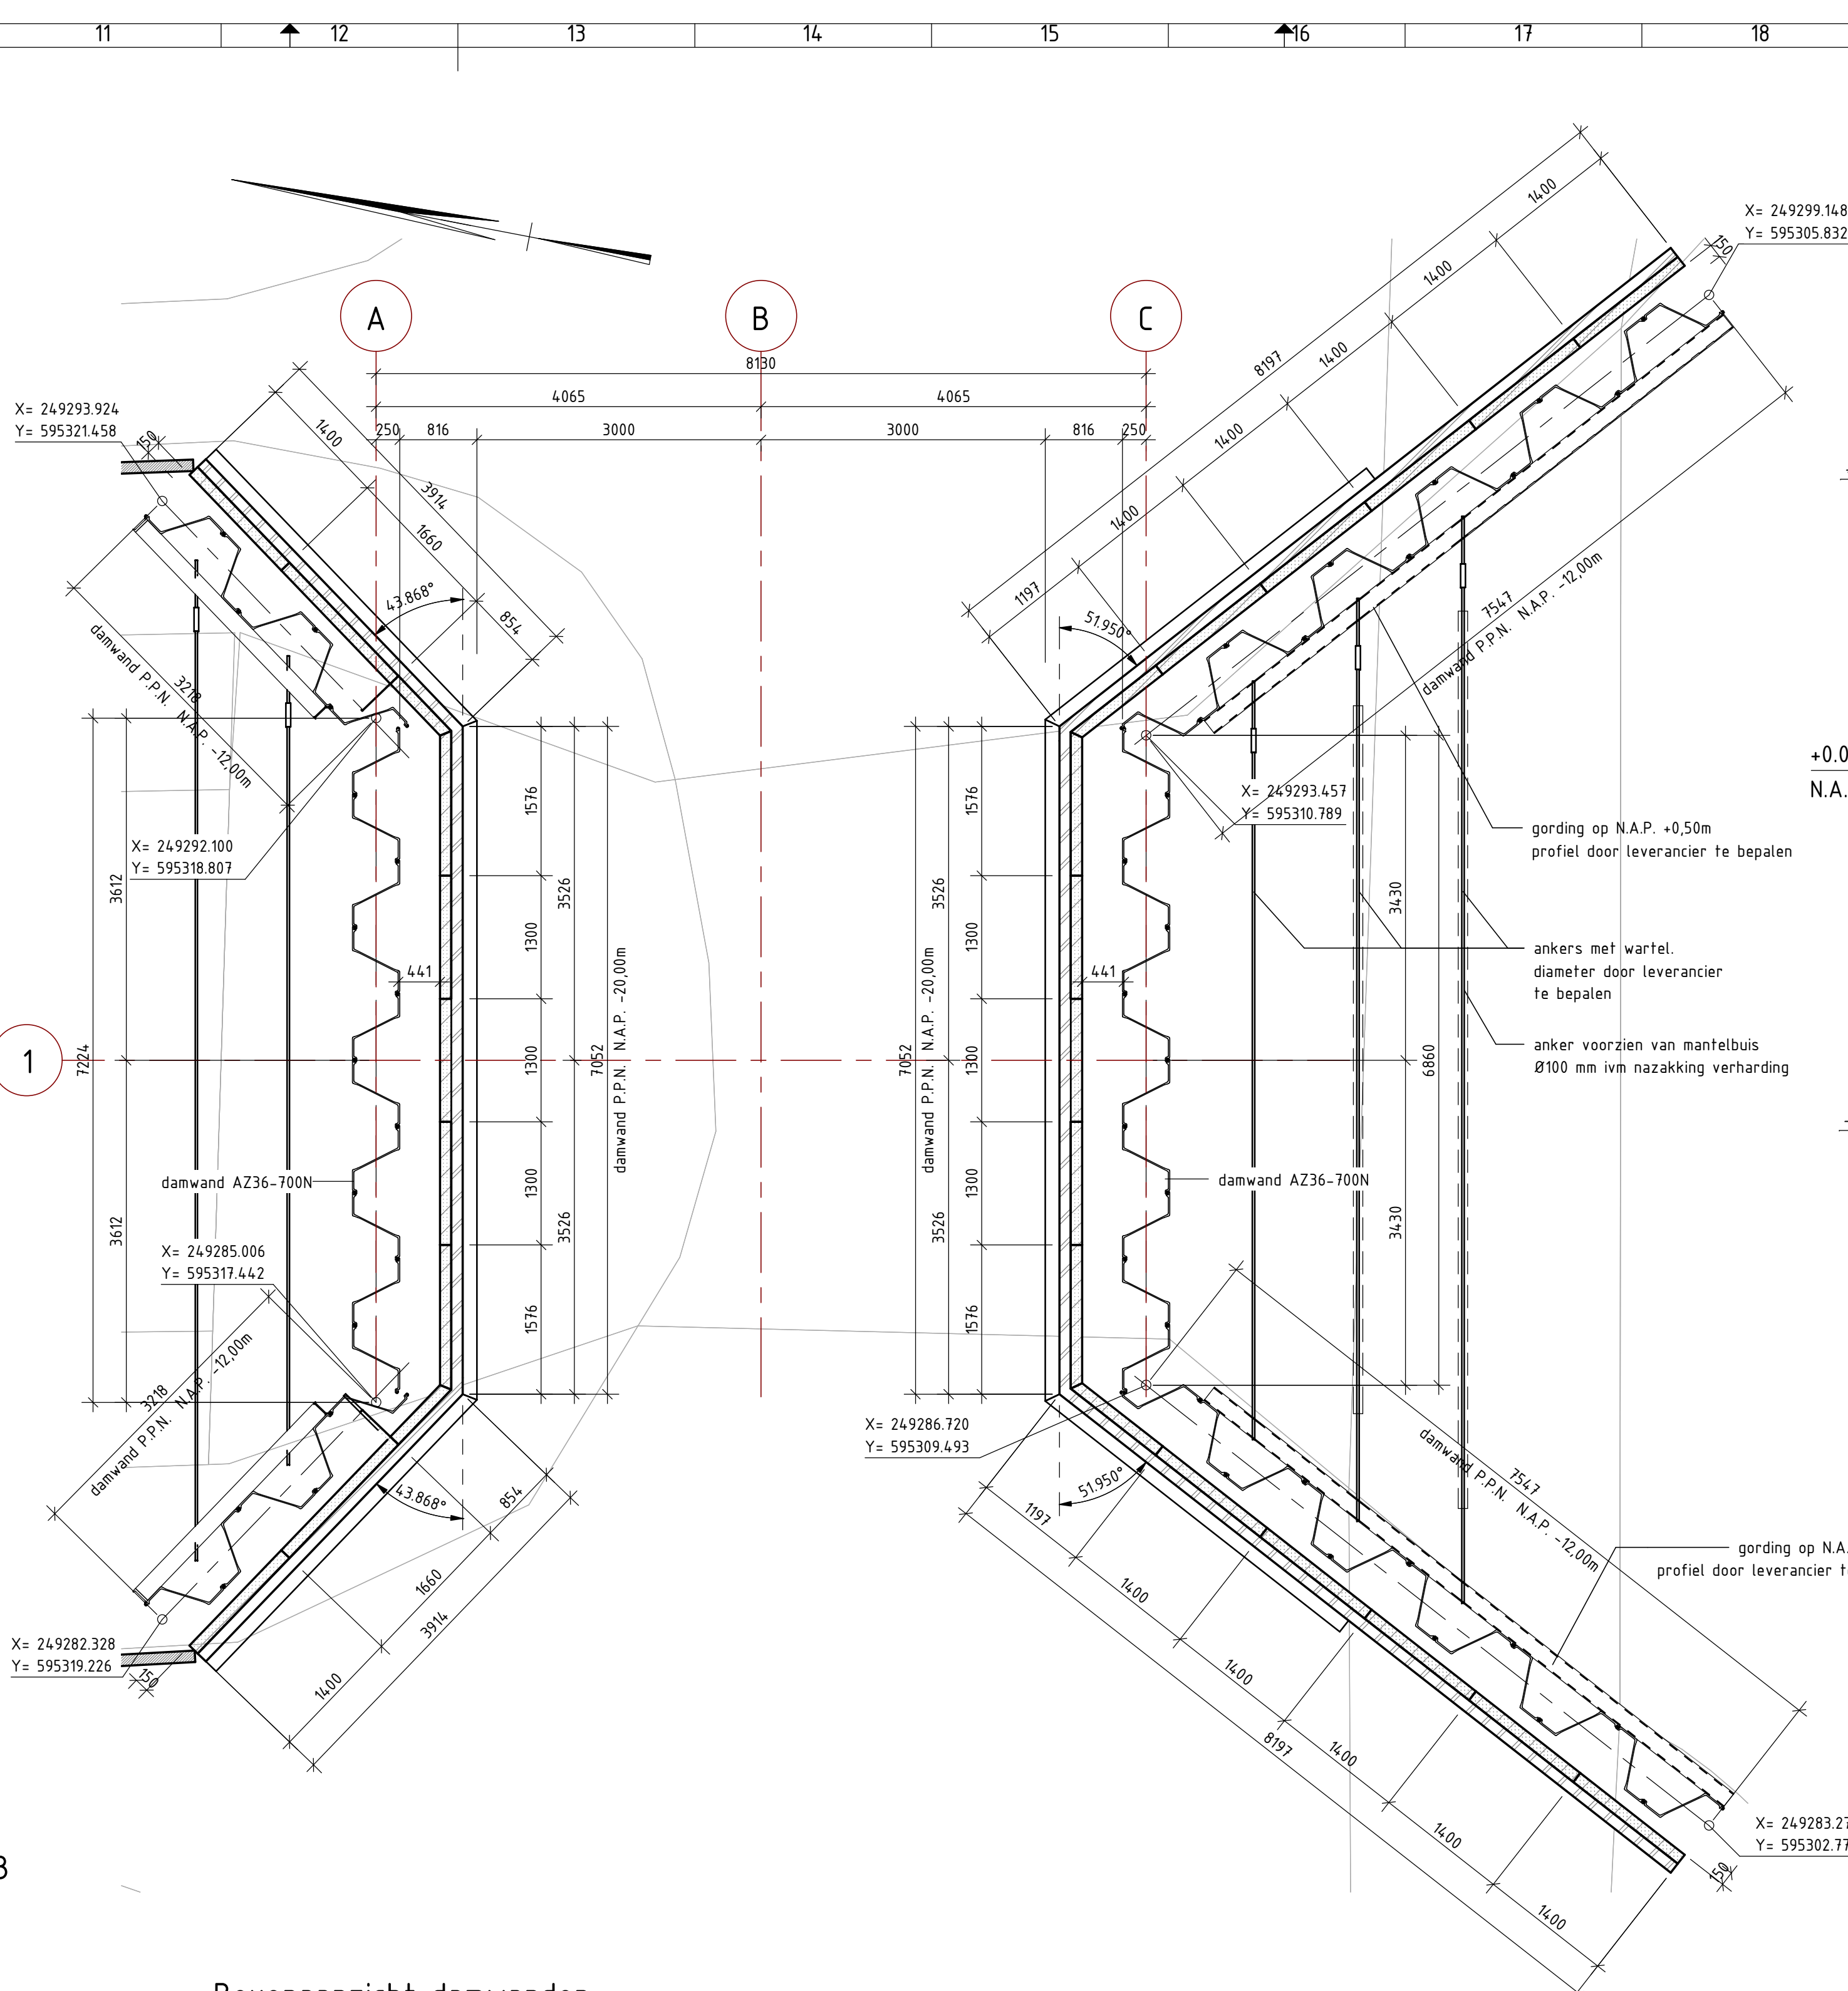 11
12
13
14
15
16
17
18
A
B
C
8130
4065
4065
250
816
3000
3000
816
250
X= 249293.924
Y= 595321.458
150
1400
3914
1660
43.868°
854
damwand P.P.N. N.A.P. -12,00m
3218
X= 249292.100
Y= 595318.807
3612
7224
3612
1
441
1576
1300
1300
1300
1576
3526
3526
7052
damwand P.P.N. N.A.P. -20,00m
damwand AZ36-700N
X= 249285.006
Y= 595317.442
3218
damwand P.P.N. N.A.P. -12,00m
X= 249282.328
Y= 595319.226
150
43.868°
854
1660
3914
1400
X= 249299.148
Y= 595305.832
150
1400
1400
1400
1400
1400
8197
1197
51.950°
7547
damwand P.P.N. N.A.P. -12,00m
X= 249293.457
Y= 595310.789
gording op N.A.P. +0,50m
profiel door leverancier te bepalen
ankers met wartel.
diameter door leverancier
te bepalen
anker voorzien van mantelbuis
Ø100 mm ivm nazakking verharding
+0.0
N.A.
7052
3526
3526
damwand P.P.N. N.A.P. -20,00m
1576
1300
1300
1300
1576
441
3430
3430
6860
damwand AZ36-700N
X= 249286.720
Y= 595309.493
51.950°
1197
1400
1400
1400
1400
1400
8197
7547
damwand P.P.N. N.A.P. -12,00m
gording op N.A.
profiel door leverancier t
X= 249283.27
Y= 595302.77
150
Bovenaanzicht damwanden